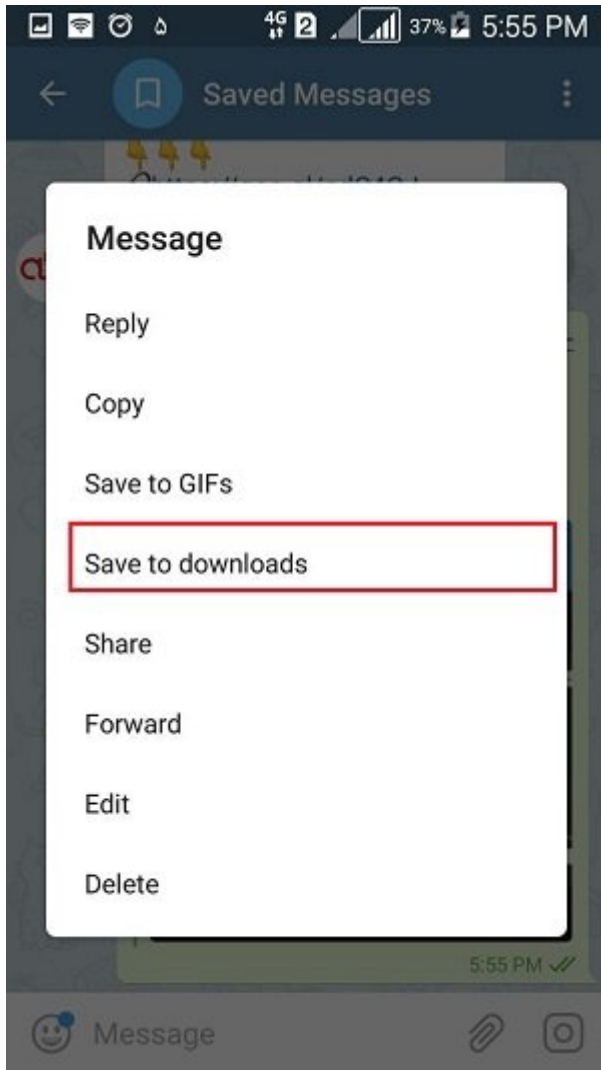 4G 2 37% 5:55 PM
Saved Messages
Message
Reply
Copy
Save to GIFs
Save to downloads
Share
Forward
Edit
Delete
5:55 PM
Message